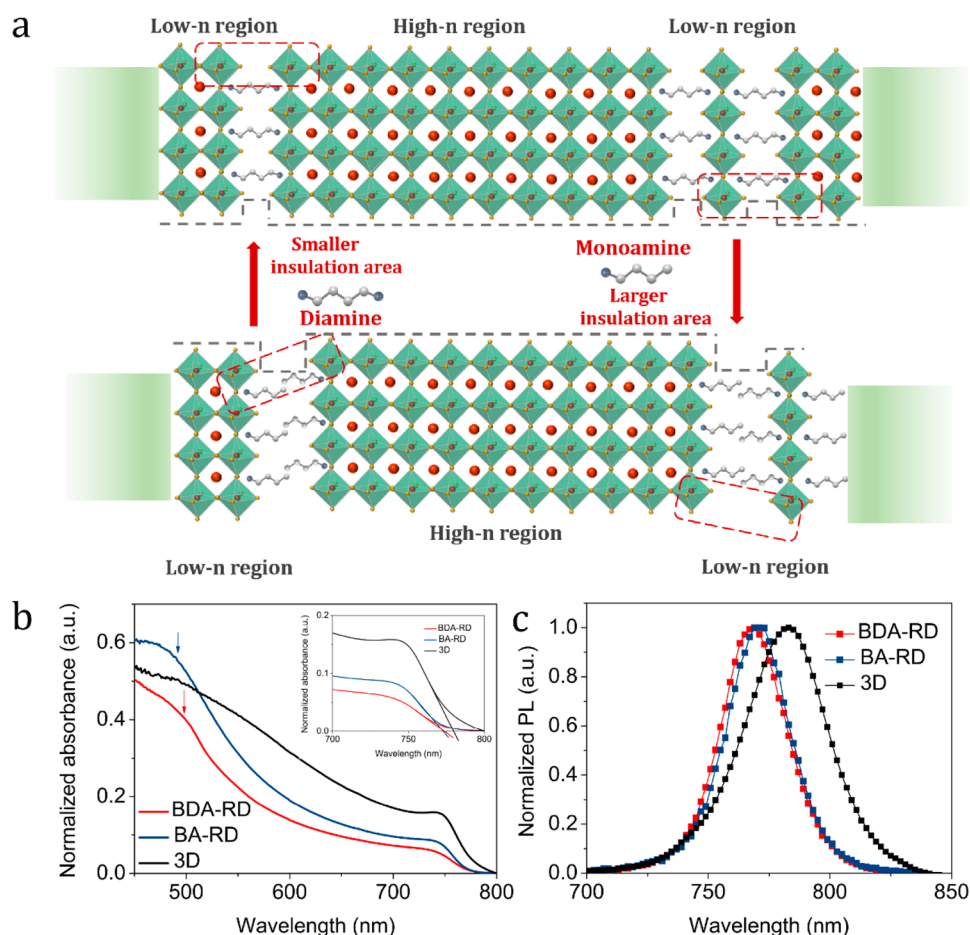 a
Low-n region
High-n region
Low-n region
Smaller
insulation area
Diamine
Monoamine
Larger
insulation area
High-n region
Low-n region
Low-n region
b
Normalized absorbance (a.u.)
0.6
0.4
0.2
0.0
500
600
700
800
Wavelength (nm)
BDA-RD
BA-RD
3D
Normalized absorbance (a.u.)
0.2
0.1
0.0
700
750
800
Wavelength (nm)
BDA-RD
BA-RD
3D
c
Normalized PL (a.u.)
1.0
0.8
0.6
0.4
0.2
0.0
700
750
800
850
Wavelength (nm)
BDA-RD
BA-RD
3D